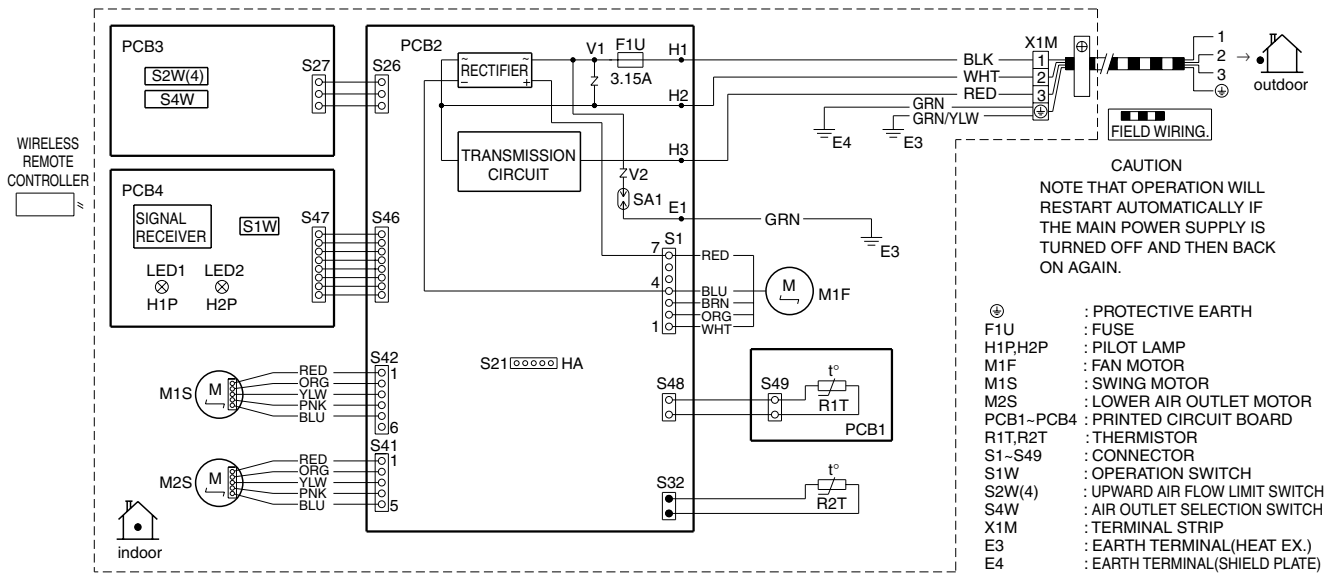 PCB3
S2W(4)
S4W
S27
S26
PCB2
RECTIFIER
~
~
−
+
V1
F1U
3.15A
H1
H2
H3
BLK
WHT
RED
GRN
GRN/YLW
X1M
1
2
3
1
2
3
outdoor
FIELD WIRING.
E4
E3
TRANSMISSION
CIRCUIT
V2
SA1
E1
GRN
E3
WIRELESS
REMOTE
CONTROLLER
PCB4
SIGNAL
RECEIVER
S1W
LED1
LED2
H1P
H2P
S47
S46
S1
7
4
1
RED
BLU
BRN
ORG
WHT
M
M1F
S21
HA
M1S
M
RED
ORG
YLW
PNK
BLU
S42
1
6
M2S
M
RED
ORG
YLW
PNK
BLU
S41
1
5
S48
S49
t°
R1T
PCB1
S32
t°
R2T
indoor
CAUTION
NOTE THAT OPERATION WILL
RESTART AUTOMATICALLY IF
THE MAIN POWER SUPPLY IS
TURNED OFF AND THEN BACK
ON AGAIN.
: PROTECTIVE EARTH
F1U : FUSE
H1P,H2P : PILOT LAMP
M1F : FAN MOTOR
M1S : SWING MOTOR
M2S : LOWER AIR OUTLET MOTOR
PCB1~PCB4 : PRINTED CIRCUIT BOARD
R1T,R2T : THERMISTOR
S1~S49 : CONNECTOR
S1W : OPERATION SWITCH
S2W(4) : UPWARD AIR FLOW LIMIT SWITCH
S4W : AIR OUTLET SELECTION SWITCH
X1M : TERMINAL STRIP
E3 : EARTH TERMINAL(HEAT EX.)
E4 : EARTH TERMINAL(SHIELD PLATE)